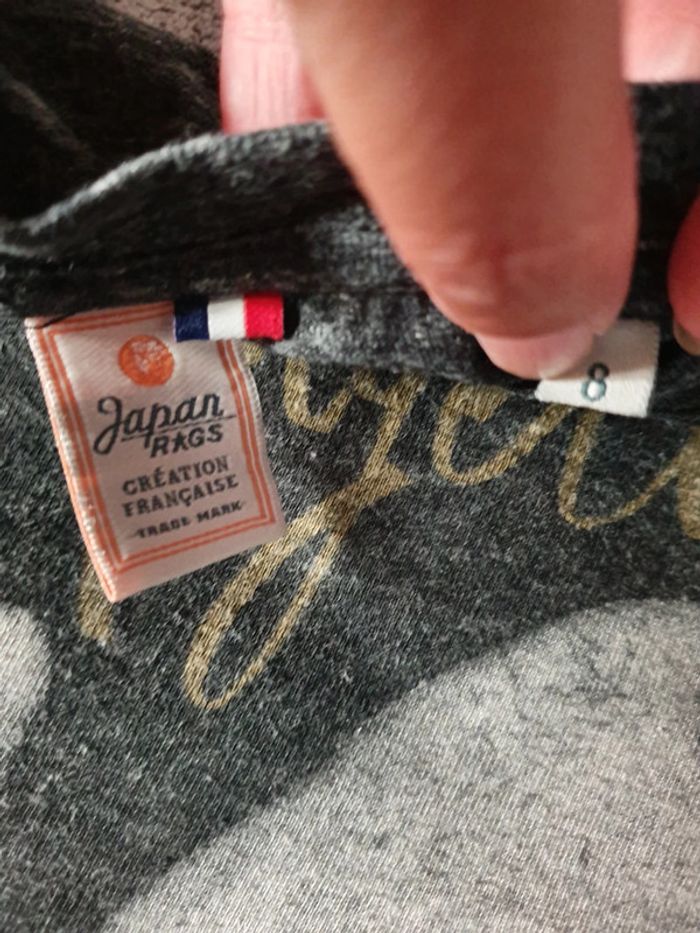 Japan
RAGS
CRÉATION
FRANÇAISE
TRADE MARK
8